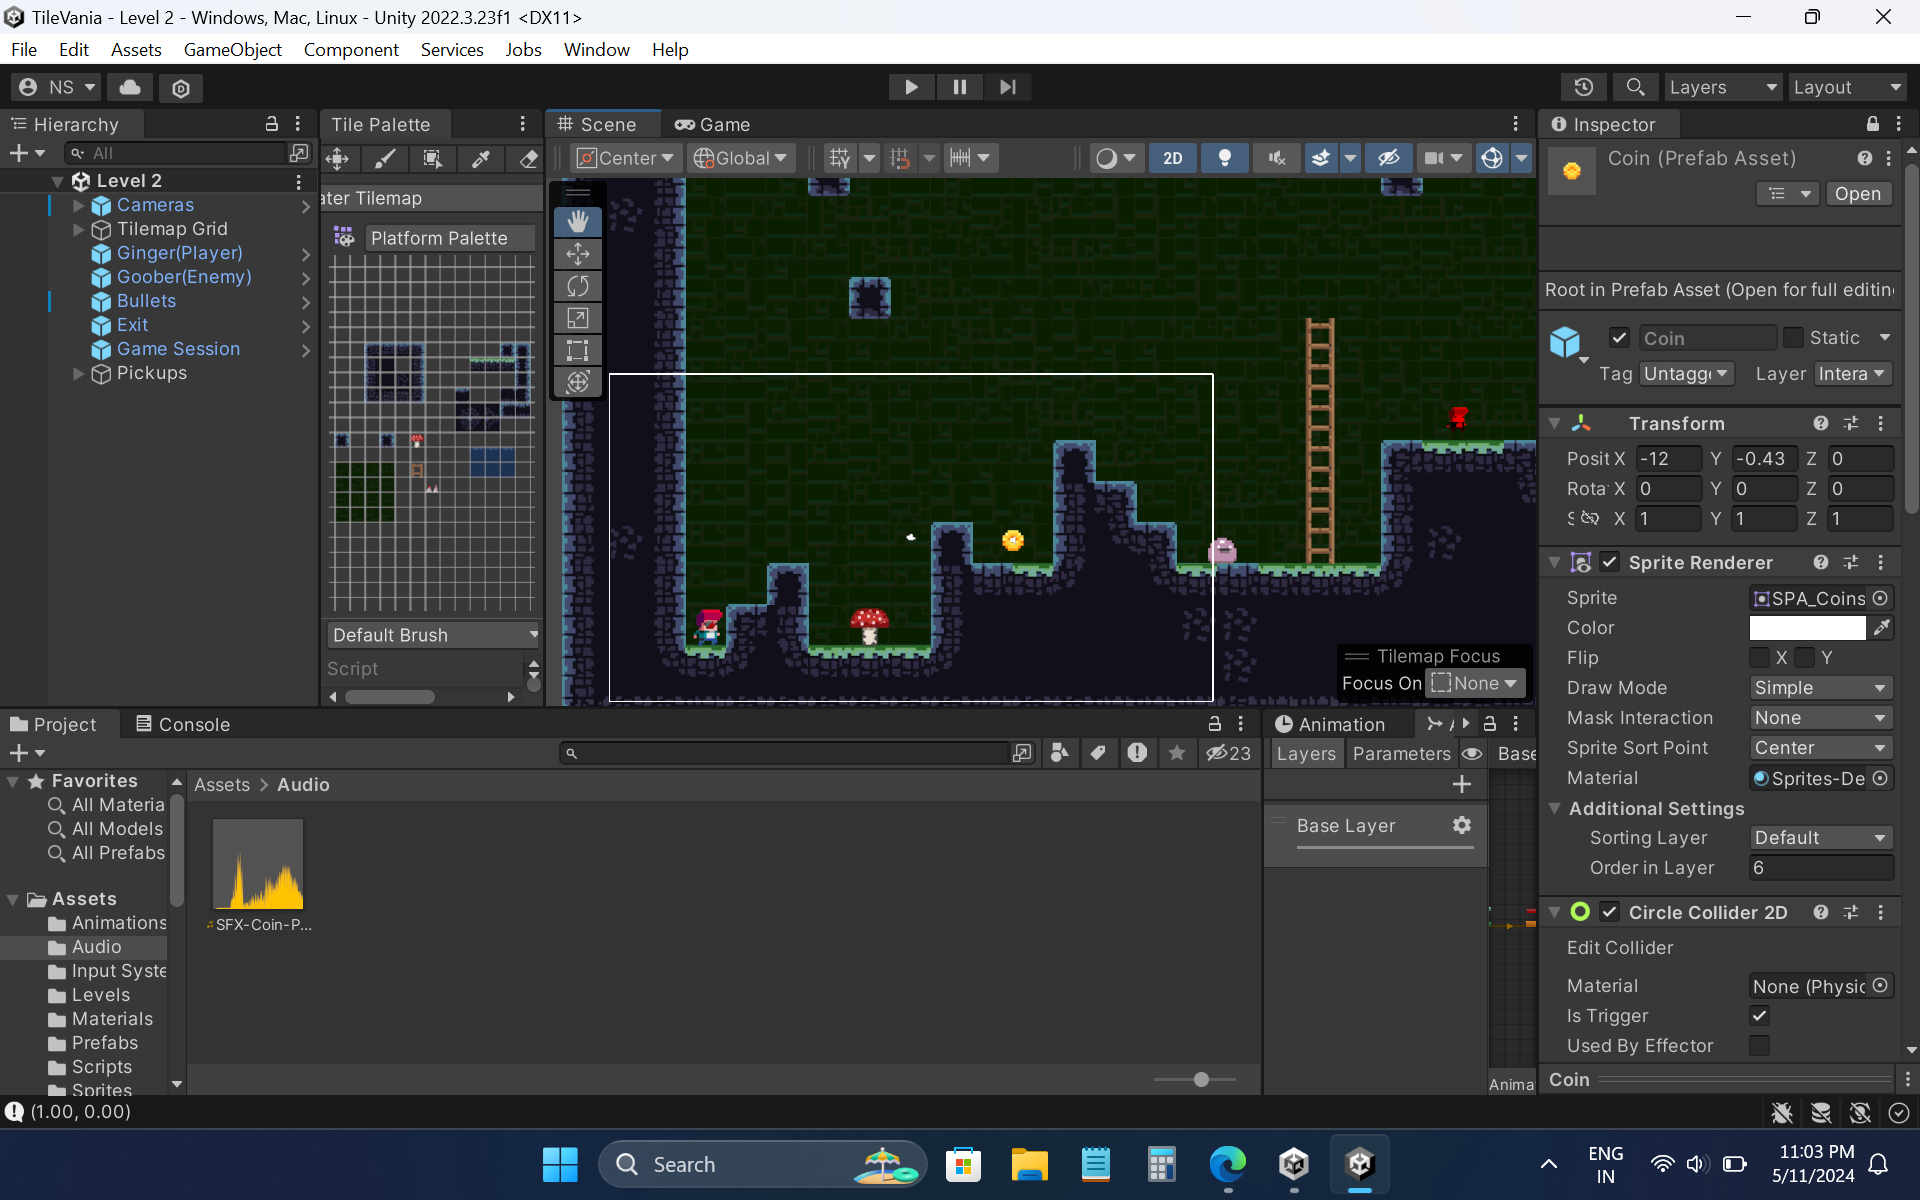 TileVania - Level 2 - Windows, Mac, Linux - Unity 2022.3.23f1 <DX11>
File Edit Assets GameObject Component Services Jobs Window Help
NS
Layers Layout
Hierarchy
All
Level 2
Cameras
Tilemap Grid
Ginger(Player)
Goober(Enemy)
Bullets
Exit
Game Session
Pickups
Tile Palette
ater Tilemap
Platform Palette
Default Brush
Script
Scene Game
Center Global 2D
Tilemap Focus
Focus On None
Inspector
Coin (Prefab Asset)
Open
Root in Prefab Asset (Open for full editin
Coin Static
Tag Untagg Layer Intera
Transform
Posit X -12 Y -0.43 Z 0
Rota X 0 Y 0 Z 0
S X 1 Y 1 Z 1
Sprite Renderer
Sprite SPA_Coins
Color
Flip X Y
Draw Mode Simple
Mask Interaction None
Sprite Sort Point Center
Material Sprites-De
Additional Settings
Sorting Layer Default
Order in Layer 6
Circle Collider 2D
Edit Collider
Material None (Physic
Is Trigger
Used By Effector
Coin
Project Console
23
Favorites
All Materia
All Models
All Prefabs
Assets
Animations
Audio
Input Syste
Levels
Materials
Prefabs
Scripts
Sprites
Assets > Audio
SFX-Coin-P...
Animation
Layers Parameters Base
Base Layer
Anima
(1.00, 0.00)
Search
ENG
IN
11:03 PM
5/11/2024